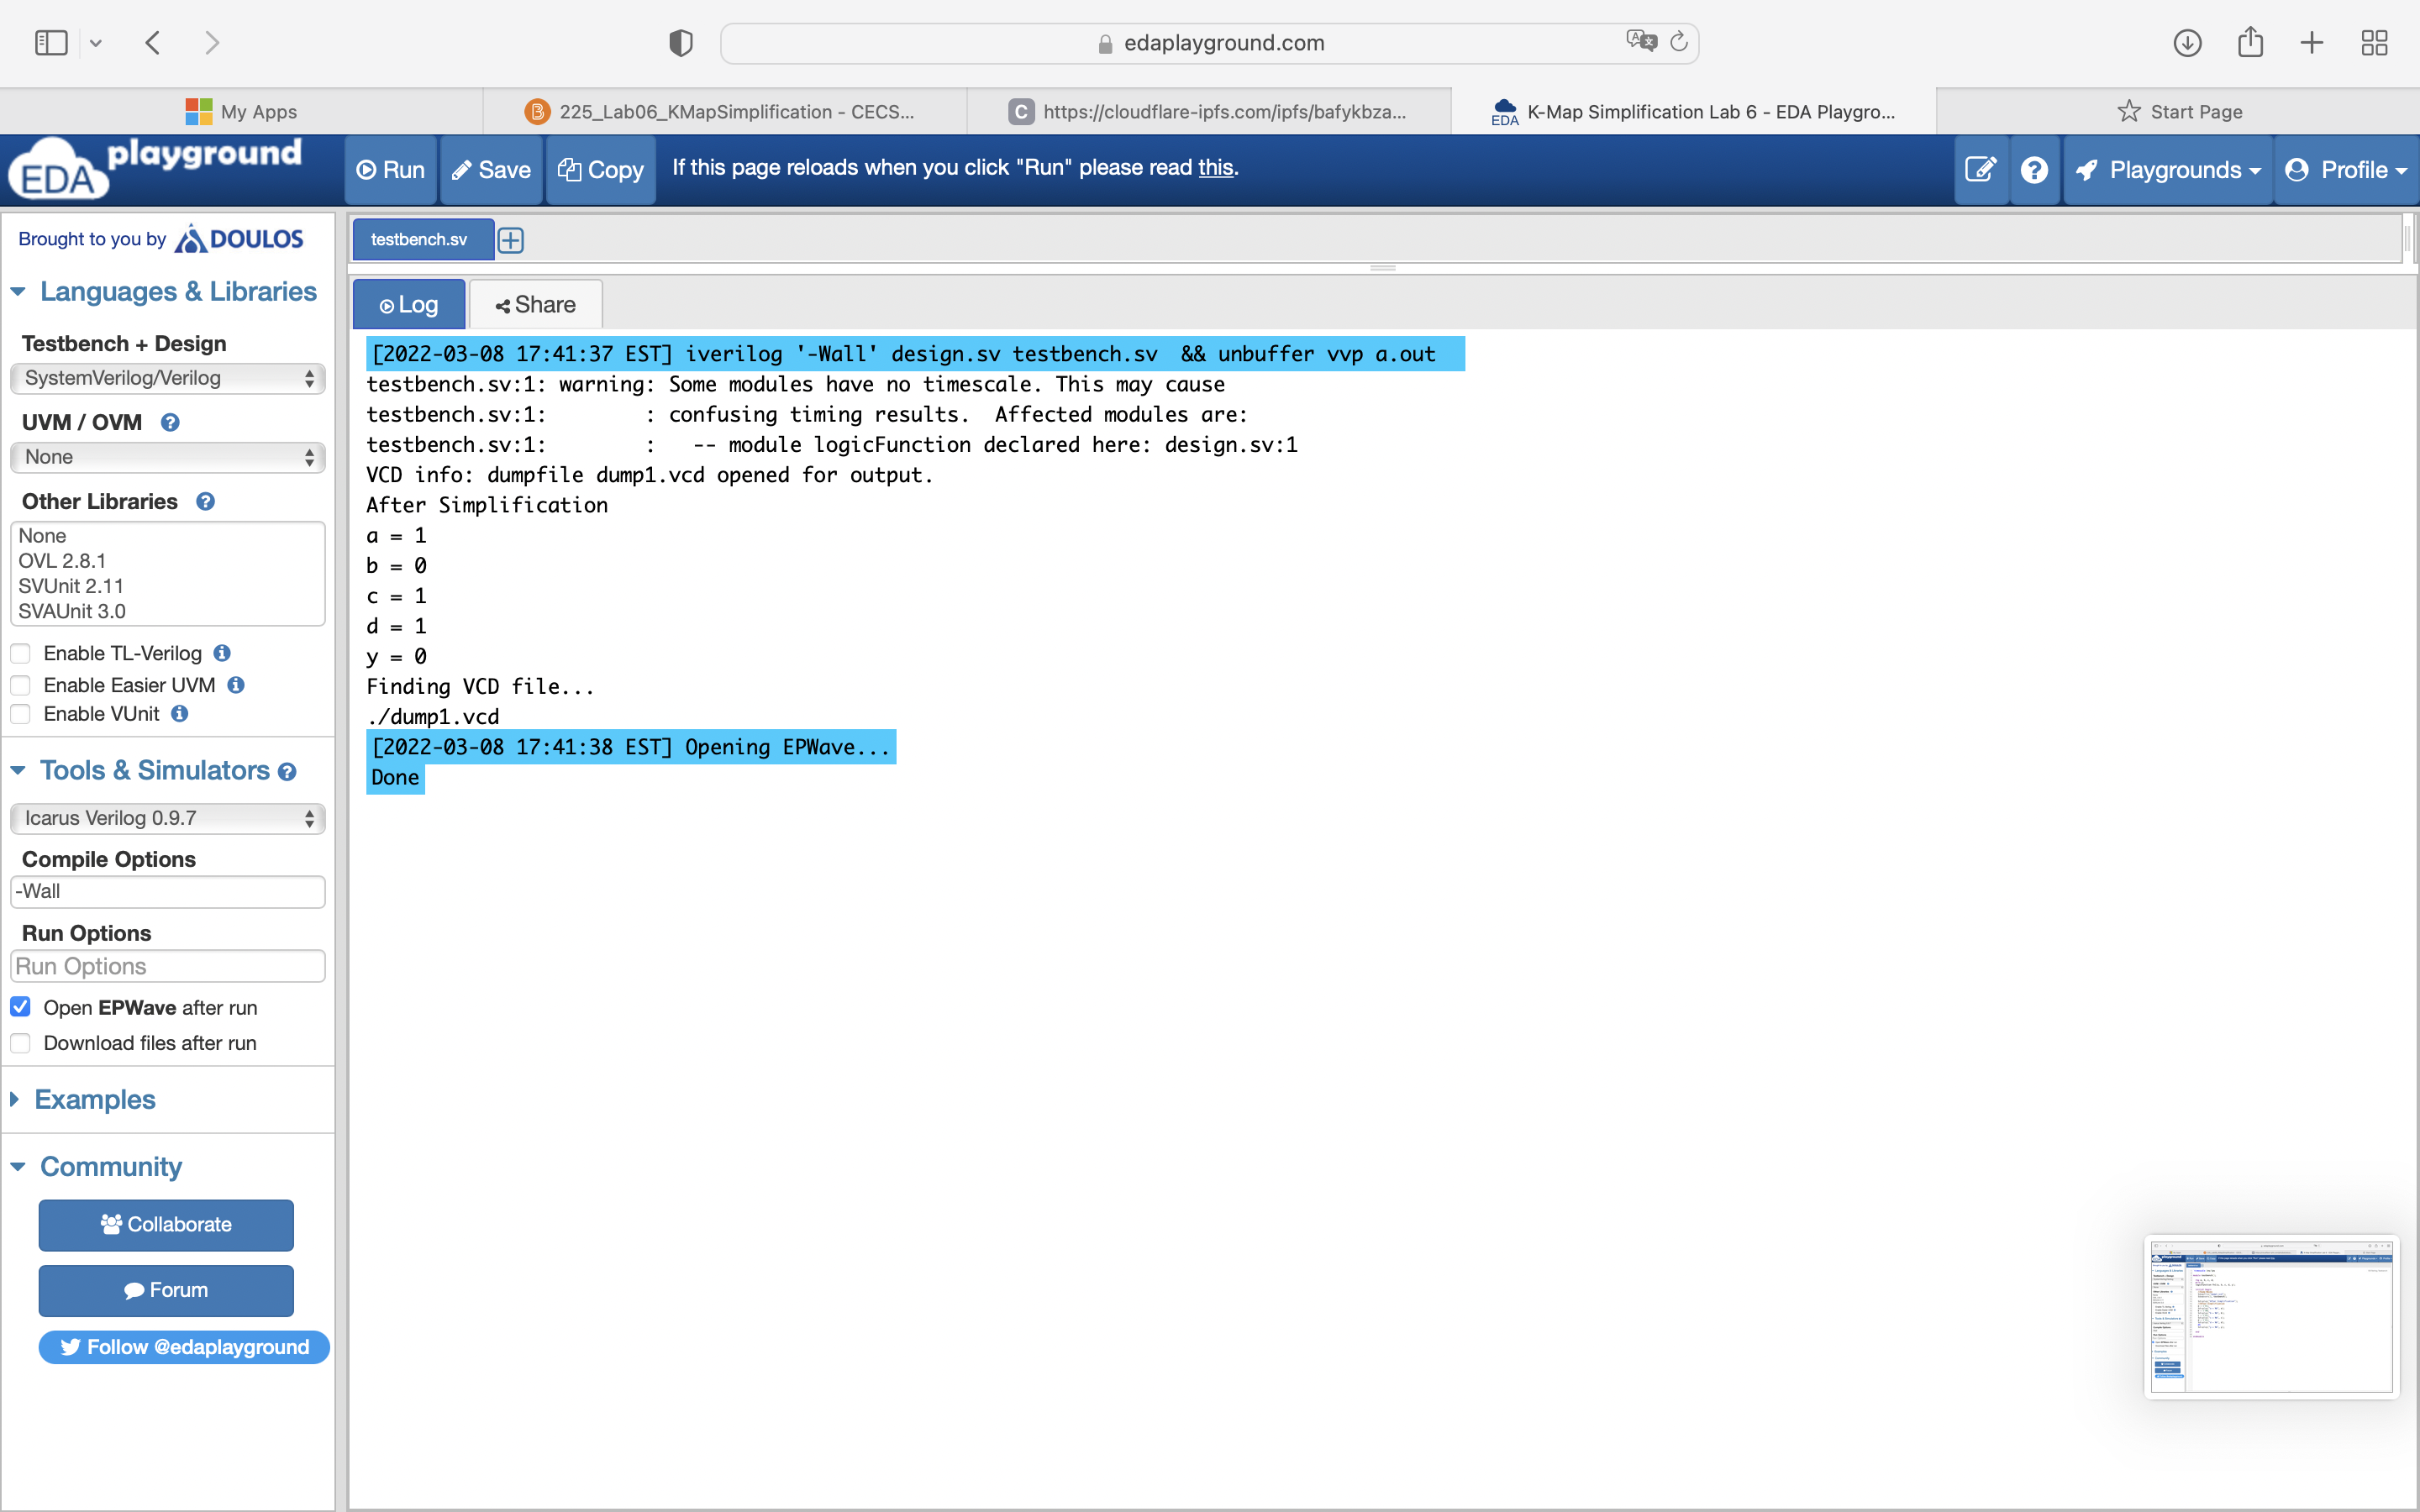 edaplayground.com
My Apps
225_Lab06_KMapSimplification - CECS...
C https://cloudflare-ipfs.com/ipfs/bafykbza...
EDA K-Map Simplification Lab 6 - EDA Playgro...
Start Page
EDA playground
Run
Save
Copy
If this page reloads when you click "Run" please read this.
Playgrounds
Profile
Brought to you by DOULOS
Languages & Libraries
Testbench + Design
SystemVerilog/Verilog
UVM / OVM
None
Other Libraries
None
OVL 2.8.1
SVUnit 2.11
SVAUnit 3.0
Enable TL-Verilog
Enable Easier UVM
Enable VUnit
Tools & Simulators
Icarus Verilog 0.9.7
Compile Options
-Wall
Run Options
Run Options
Open EPWave after run
Download files after run
Examples
Community
Collaborate
Forum
Follow @edaplayground
testbench.sv
Log
Share
[2022-03-08 17:41:37 EST] iverilog '-Wall' design.sv testbench.sv  && unbuffer vvp a.out
testbench.sv:1: warning: Some modules have no timescale. This may cause
testbench.sv:1:         : confusing timing results.  Affected modules are:
testbench.sv:1:         :   -- module logicFunction declared here: design.sv:1
VCD info: dumpfile dump1.vcd opened for output.
After Simplification
a = 1
b = 0
c = 1
d = 1
y = 0
Finding VCD file...
./dump1.vcd
[2022-03-08 17:41:38 EST] Opening EPWave...
Done